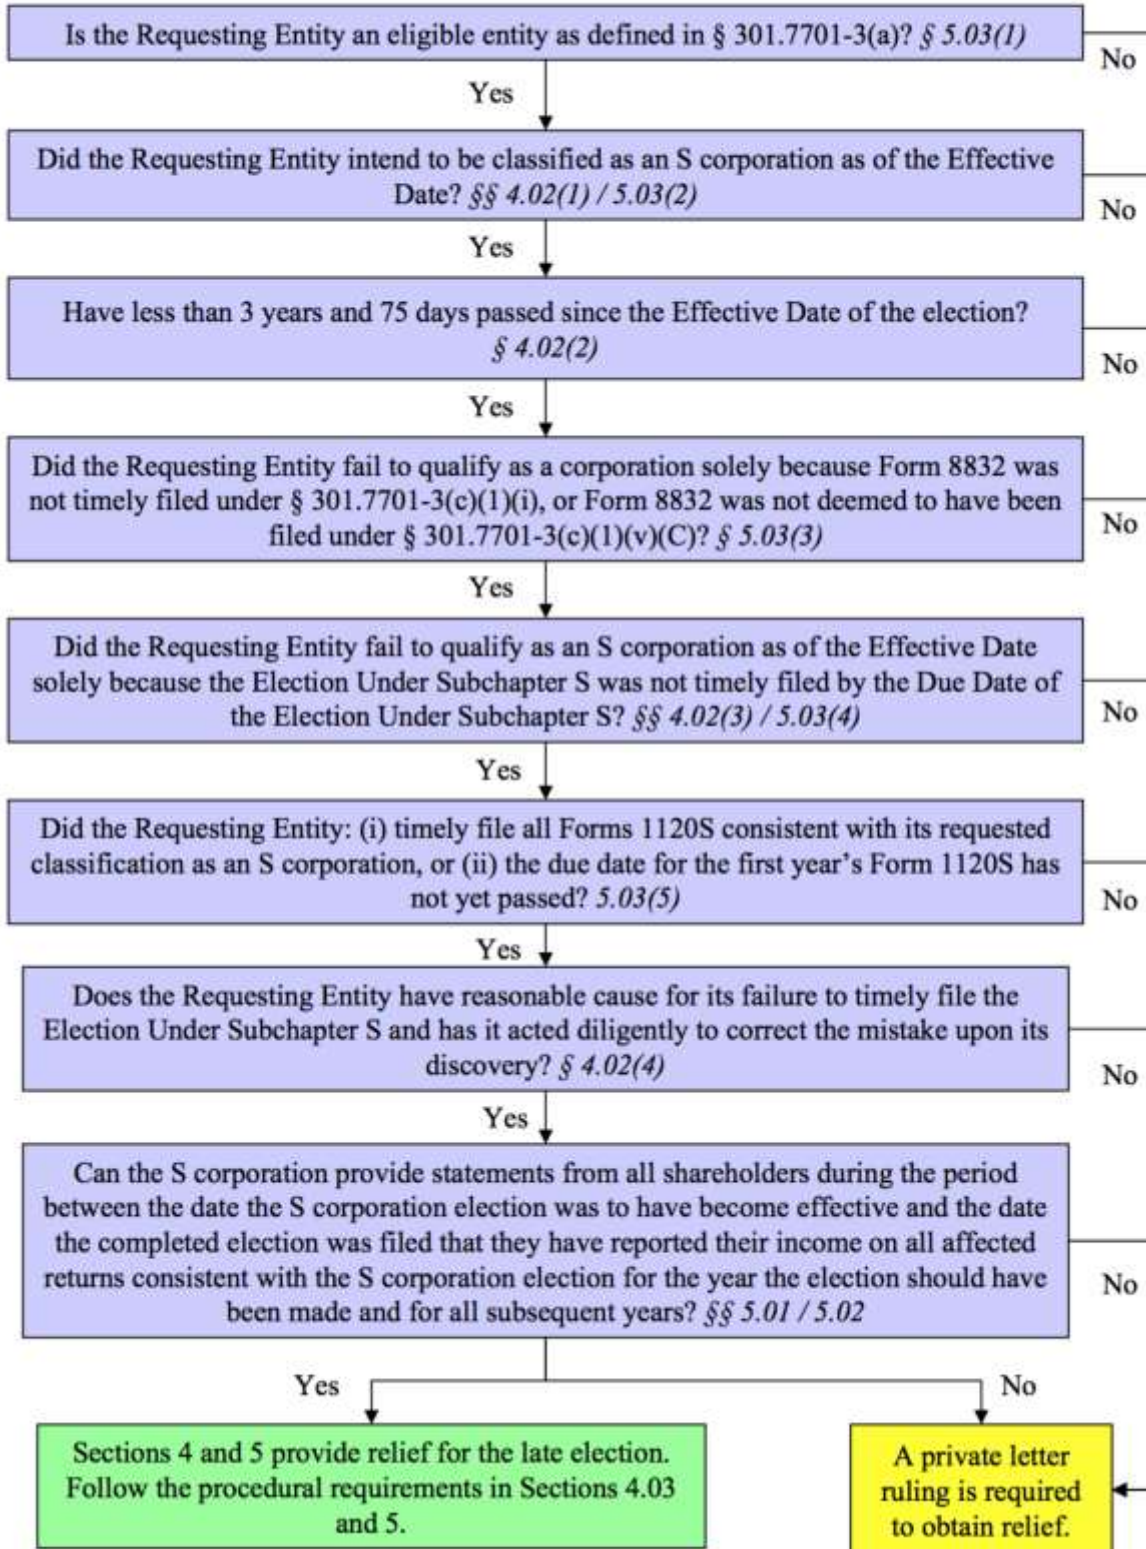 Is the Requesting Entity an eligible entity as defined in § 301.7701-3(a)? § 5.03(1)
No
Yes
Did the Requesting Entity intend to be classified as an S corporation as of the Effective
Date? §§ 4.02(1) / 5.03(2)
No
Yes
Have less than 3 years and 75 days passed since the Effective Date of the election?
§ 4.02(2)
No
Yes
Did the Requesting Entity fail to qualify as a corporation solely because Form 8832 was
not timely filed under § 301.7701-3(c)(1)(i), or Form 8832 was not deemed to have been
filed under § 301.7701-3(c)(1)(v)(C)? § 5.03(3)
No
Yes
Did the Requesting Entity fail to qualify as an S corporation as of the Effective Date
solely because the Election Under Subchapter S was not timely filed by the Due Date of
the Election Under Subchapter S? §§ 4.02(3) / 5.03(4)
No
Yes
Did the Requesting Entity: (i) timely file all Forms 1120S consistent with its requested
classification as an S corporation, or (ii) the due date for the first year’s Form 1120S has
not yet passed? 5.03(5)
No
Yes
Does the Requesting Entity have reasonable cause for its failure to timely file the
Election Under Subchapter S and has it acted diligently to correct the mistake upon its
discovery? § 4.02(4)
No
Yes
Can the S corporation provide statements from all shareholders during the period
between the date the S corporation election was to have become effective and the date
the completed election was filed that they have reported their income on all affected
returns consistent with the S corporation election for the year the election should have
been made and for all subsequent years? §§ 5.01 / 5.02
No
Yes
No
Sections 4 and 5 provide relief for the late election.
Follow the procedural requirements in Sections 4.03
and 5.
A private letter
ruling is required
to obtain relief.